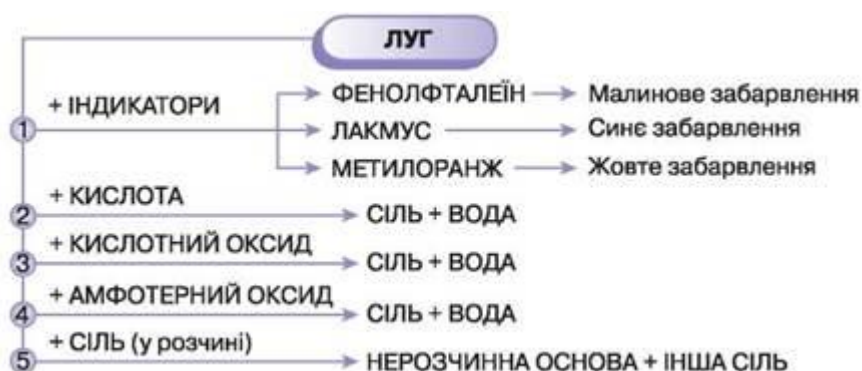 ЛУГ
1 + ІНДИКАТОРИ
ФЕНОЛФТАЛЕЇН Малинове забарвлення
ЛАКМУС Синє забарвлення
МЕТИЛОРАНЖ Жовте забарвлення
2 + КИСЛОТА СІЛЬ + ВОДА
3 + КИСЛОТНИЙ ОКСИД СІЛЬ + ВОДА
4 + АМФОТЕРНИЙ ОКСИД СІЛЬ + ВОДА
5 + СІЛЬ (у розчині) НЕРОЗЧИННА ОСНОВА + ІНША СІЛЬ